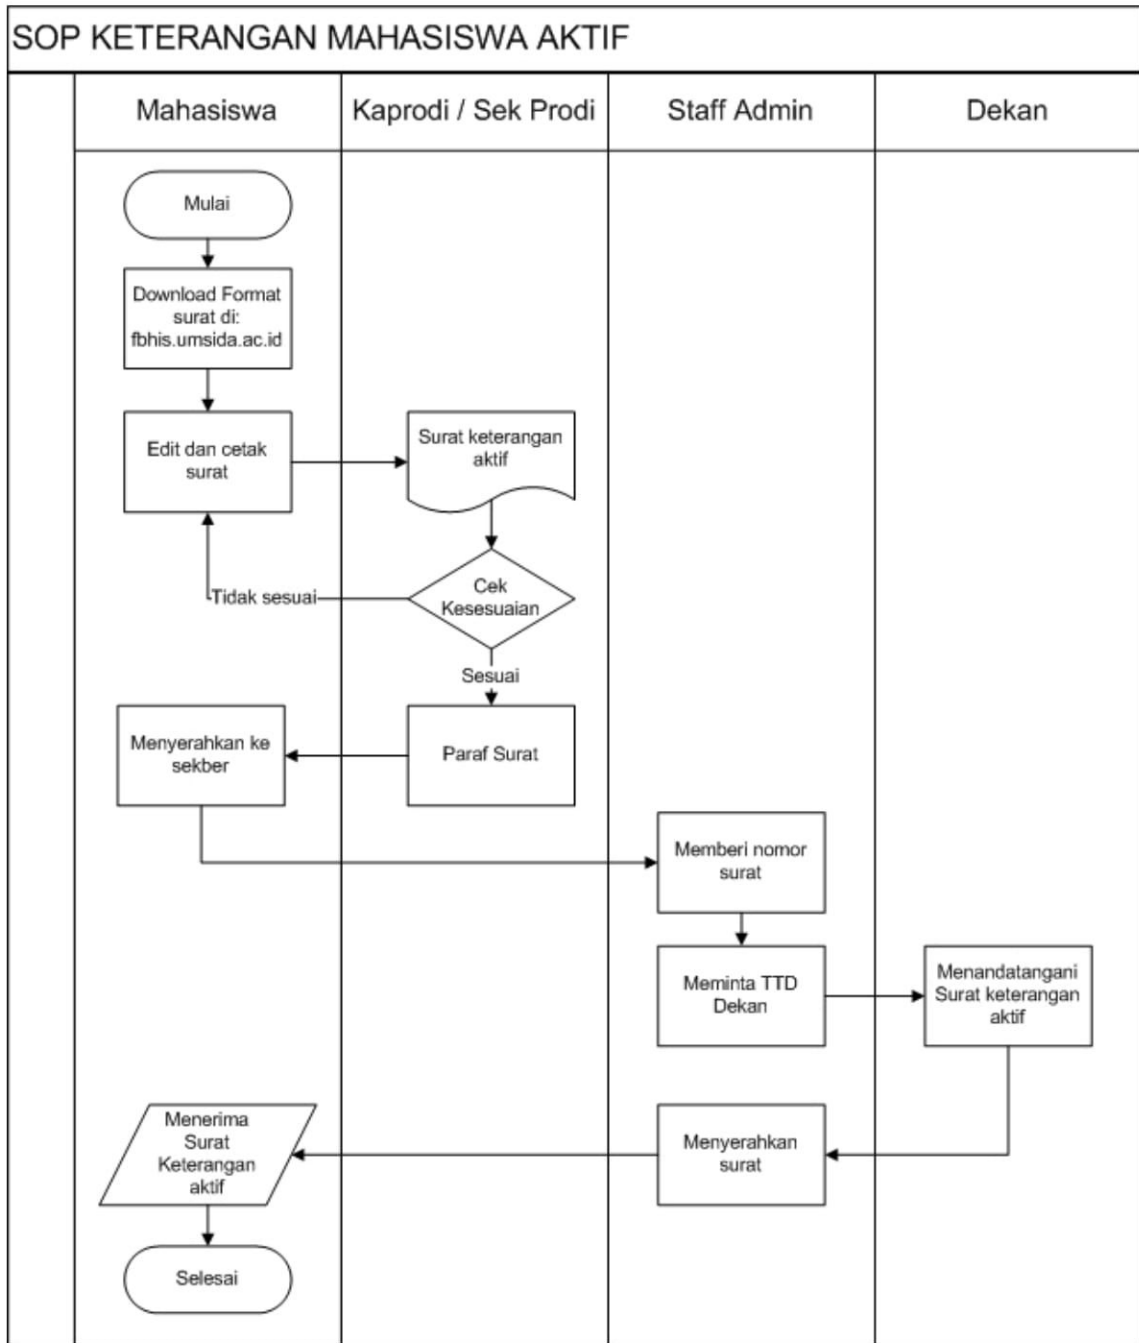 SOP KETERANGAN MAHASISWA AKTIF
Mahasiswa
Kaprodi / Sek Prodi
Staff Admin
Dekan
Mulai
Download Format
surat di:
fbhis.umsida.ac.id
Edit dan cetak
surat
Surat keterangan
aktif
Cek
Kesesuaian
Tidak sesuai
Sesuai
Paraf Surat
Menyerahkan ke
sekber
Memberi nomor
surat
Meminta TTD
Dekan
Menandatangani
Surat keterangan
aktif
Menyerahkan
surat
Menerima
Surat
Keterangan
aktif
Selesai